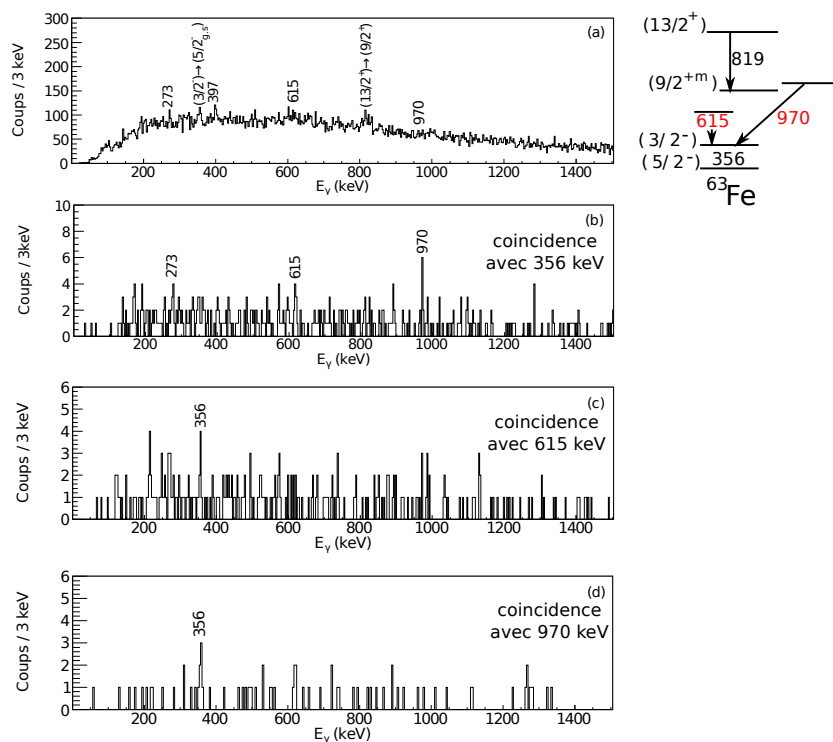 300
250
200
150
100
50
0
Coups / 3 keV
(a)
273
(3/2⁻)→(5/2⁻g.s)
397
615
(13/2⁺)→(9/2⁺)
970
200 400 600 800 1000 1200 1400
Eγ (keV)
10
8
6
4
2
0
Coups / 3keV
(b)
coincidence
avec 356 keV
273
615
970
200 400 600 800 1000 1200 1400
Eγ (keV)
6
5
4
3
2
1
0
Coups / 3 keV
(c)
coincidence
avec 615 keV
356
200 400 600 800 1000 1200 1400
Eγ (keV)
6
5
4
3
2
1
0
Coups / 3 keV
(d)
coincidence
avec 970 keV
356
200 400 600 800 1000 1200 1400
Eγ (keV)
(13/2⁺)
819
(9/2⁺ᵐ)
615 970
(3/2⁻)
356
(5/2⁻)
⁶³Fe